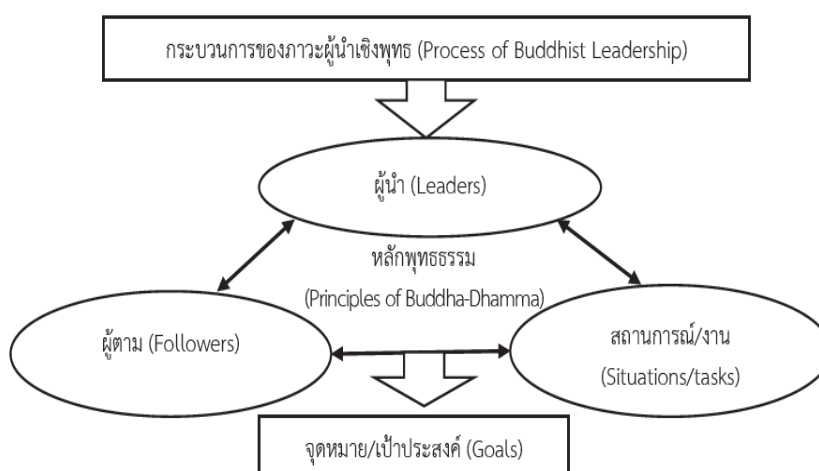 กระบวนการของภาวะผู้นำเชิงพุทธ (Process of Buddhist Leadership)
ผู้นำ (Leaders)
หลักพุทธธรรม
(Principles of Buddha-Dhamma)
ผู้ตาม (Followers)
สถานการณ์/งาน
(Situations/tasks)
จุดหมาย/เป้าประสงค์ (Goals)